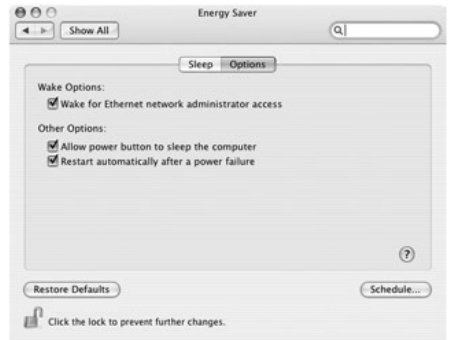 Energy Saver
Show All
Sleep Options
Wake Options:
Wake for Ethernet network administrator access
Other Options:
Allow power button to sleep the computer
Restart automatically after a power failure
?
Restore Defaults Schedule...
Click the lock to prevent further changes.